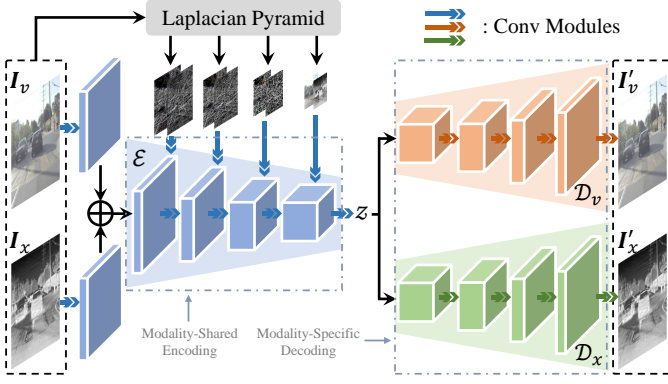 Laplacian Pyramid
: Conv Modules
I_v
I_x
ℰ
z
𝒟_v
𝒟_x
I′_v
I′_x
Modality-Shared
Encoding
Modality-Specific
Decoding